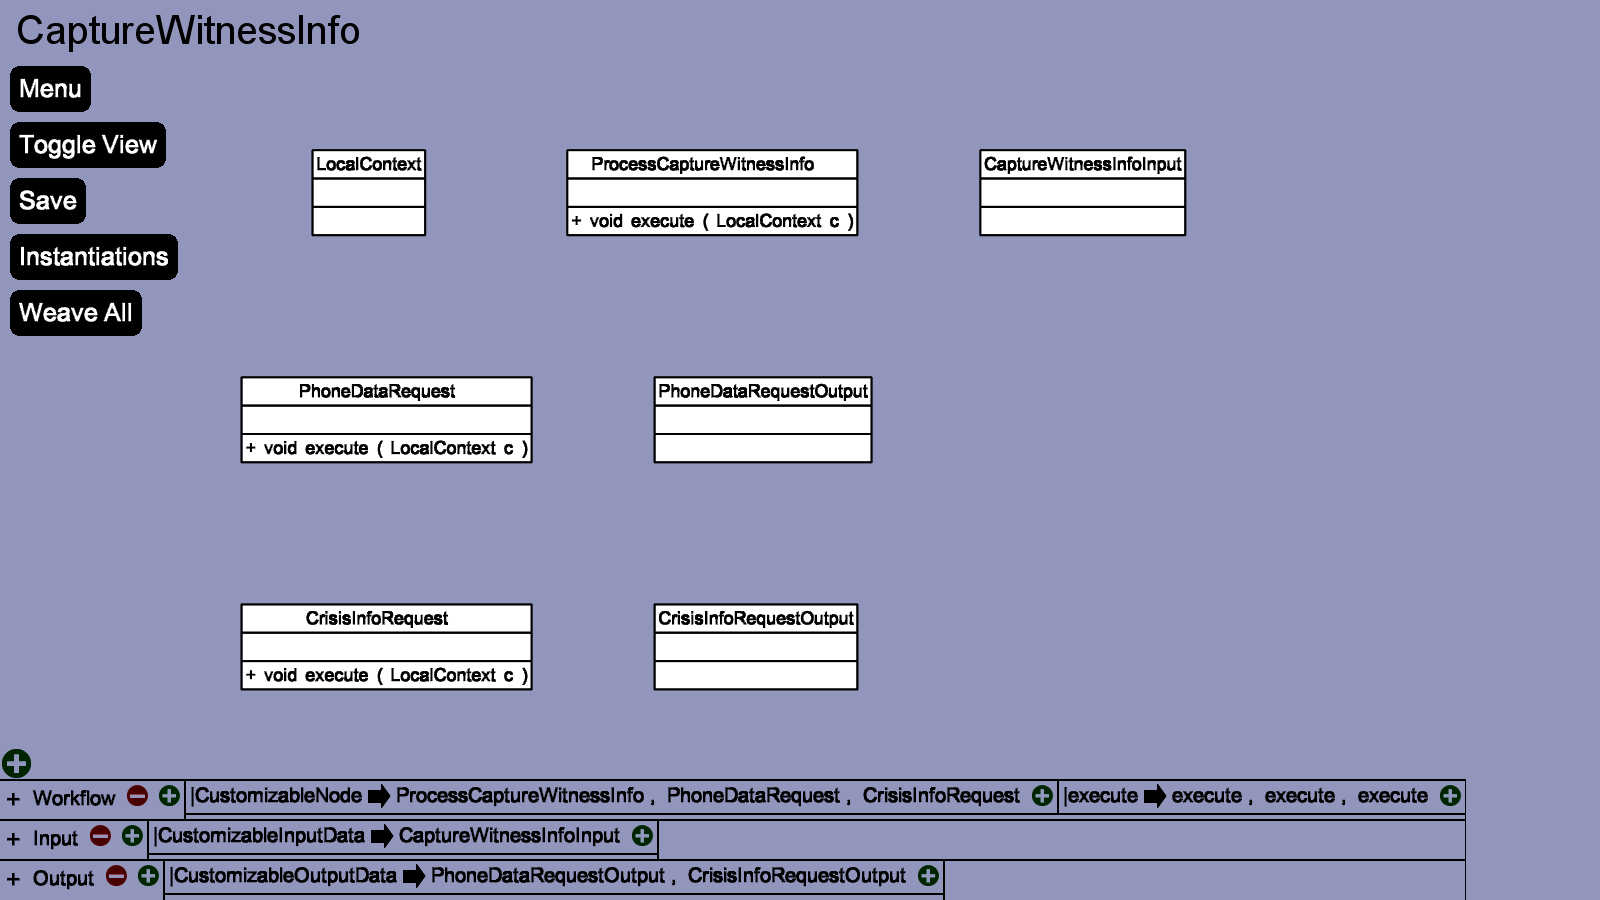 CaptureWitnessInfo
Menu
Toggle View
Save
Instantiations
Weave All
LocalContext
ProcessCaptureWitnessInfo
+ void execute ( LocalContext c )
CaptureWitnessInfoInput
PhoneDataRequest
+ void execute ( LocalContext c )
PhoneDataRequestOutput
CrisisInfoRequest
+ void execute ( LocalContext c )
CrisisInfoRequestOutput
+ Workflow |CustomizableNode ➡ ProcessCaptureWitnessInfo , PhoneDataRequest , CrisisInfoRequest |execute ➡ execute , execute , execute
+ Input |CustomizableInputData ➡ CaptureWitnessInfoInput
+ Output |CustomizableOutputData ➡ PhoneDataRequestOutput , CrisisInfoRequestOutput